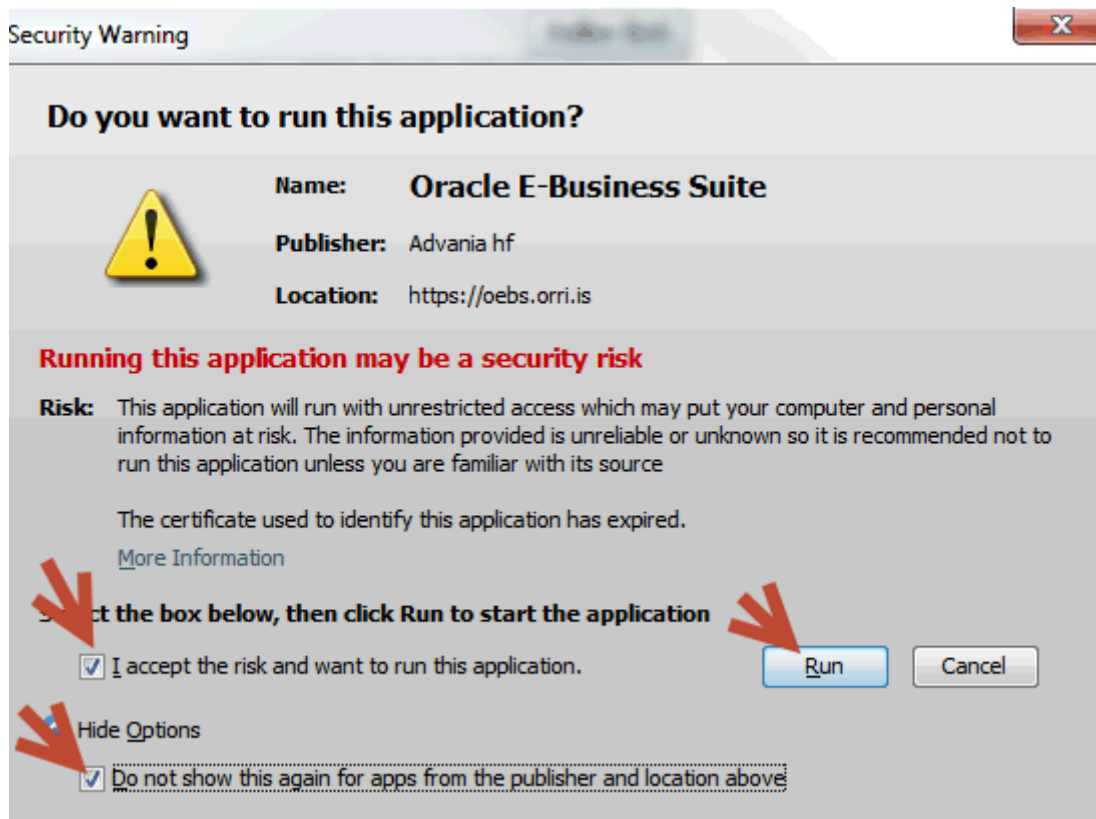 Security Warning
Do you want to run this application?
Name: Oracle E-Business Suite
Publisher: Advania hf
Location: https://oebs.orri.is
Running this application may be a security risk
Risk: This application will run with unrestricted access which may put your computer and personal
information at risk. The information provided is unreliable or unknown so it is recommended not to
run this application unless you are familiar with its source
The certificate used to identify this application has expired.
More Information
the box below, then click Run to start the application
I accept the risk and want to run this application.
Run
Cancel
Hide Options
Do not show this again for apps from the publisher and location above